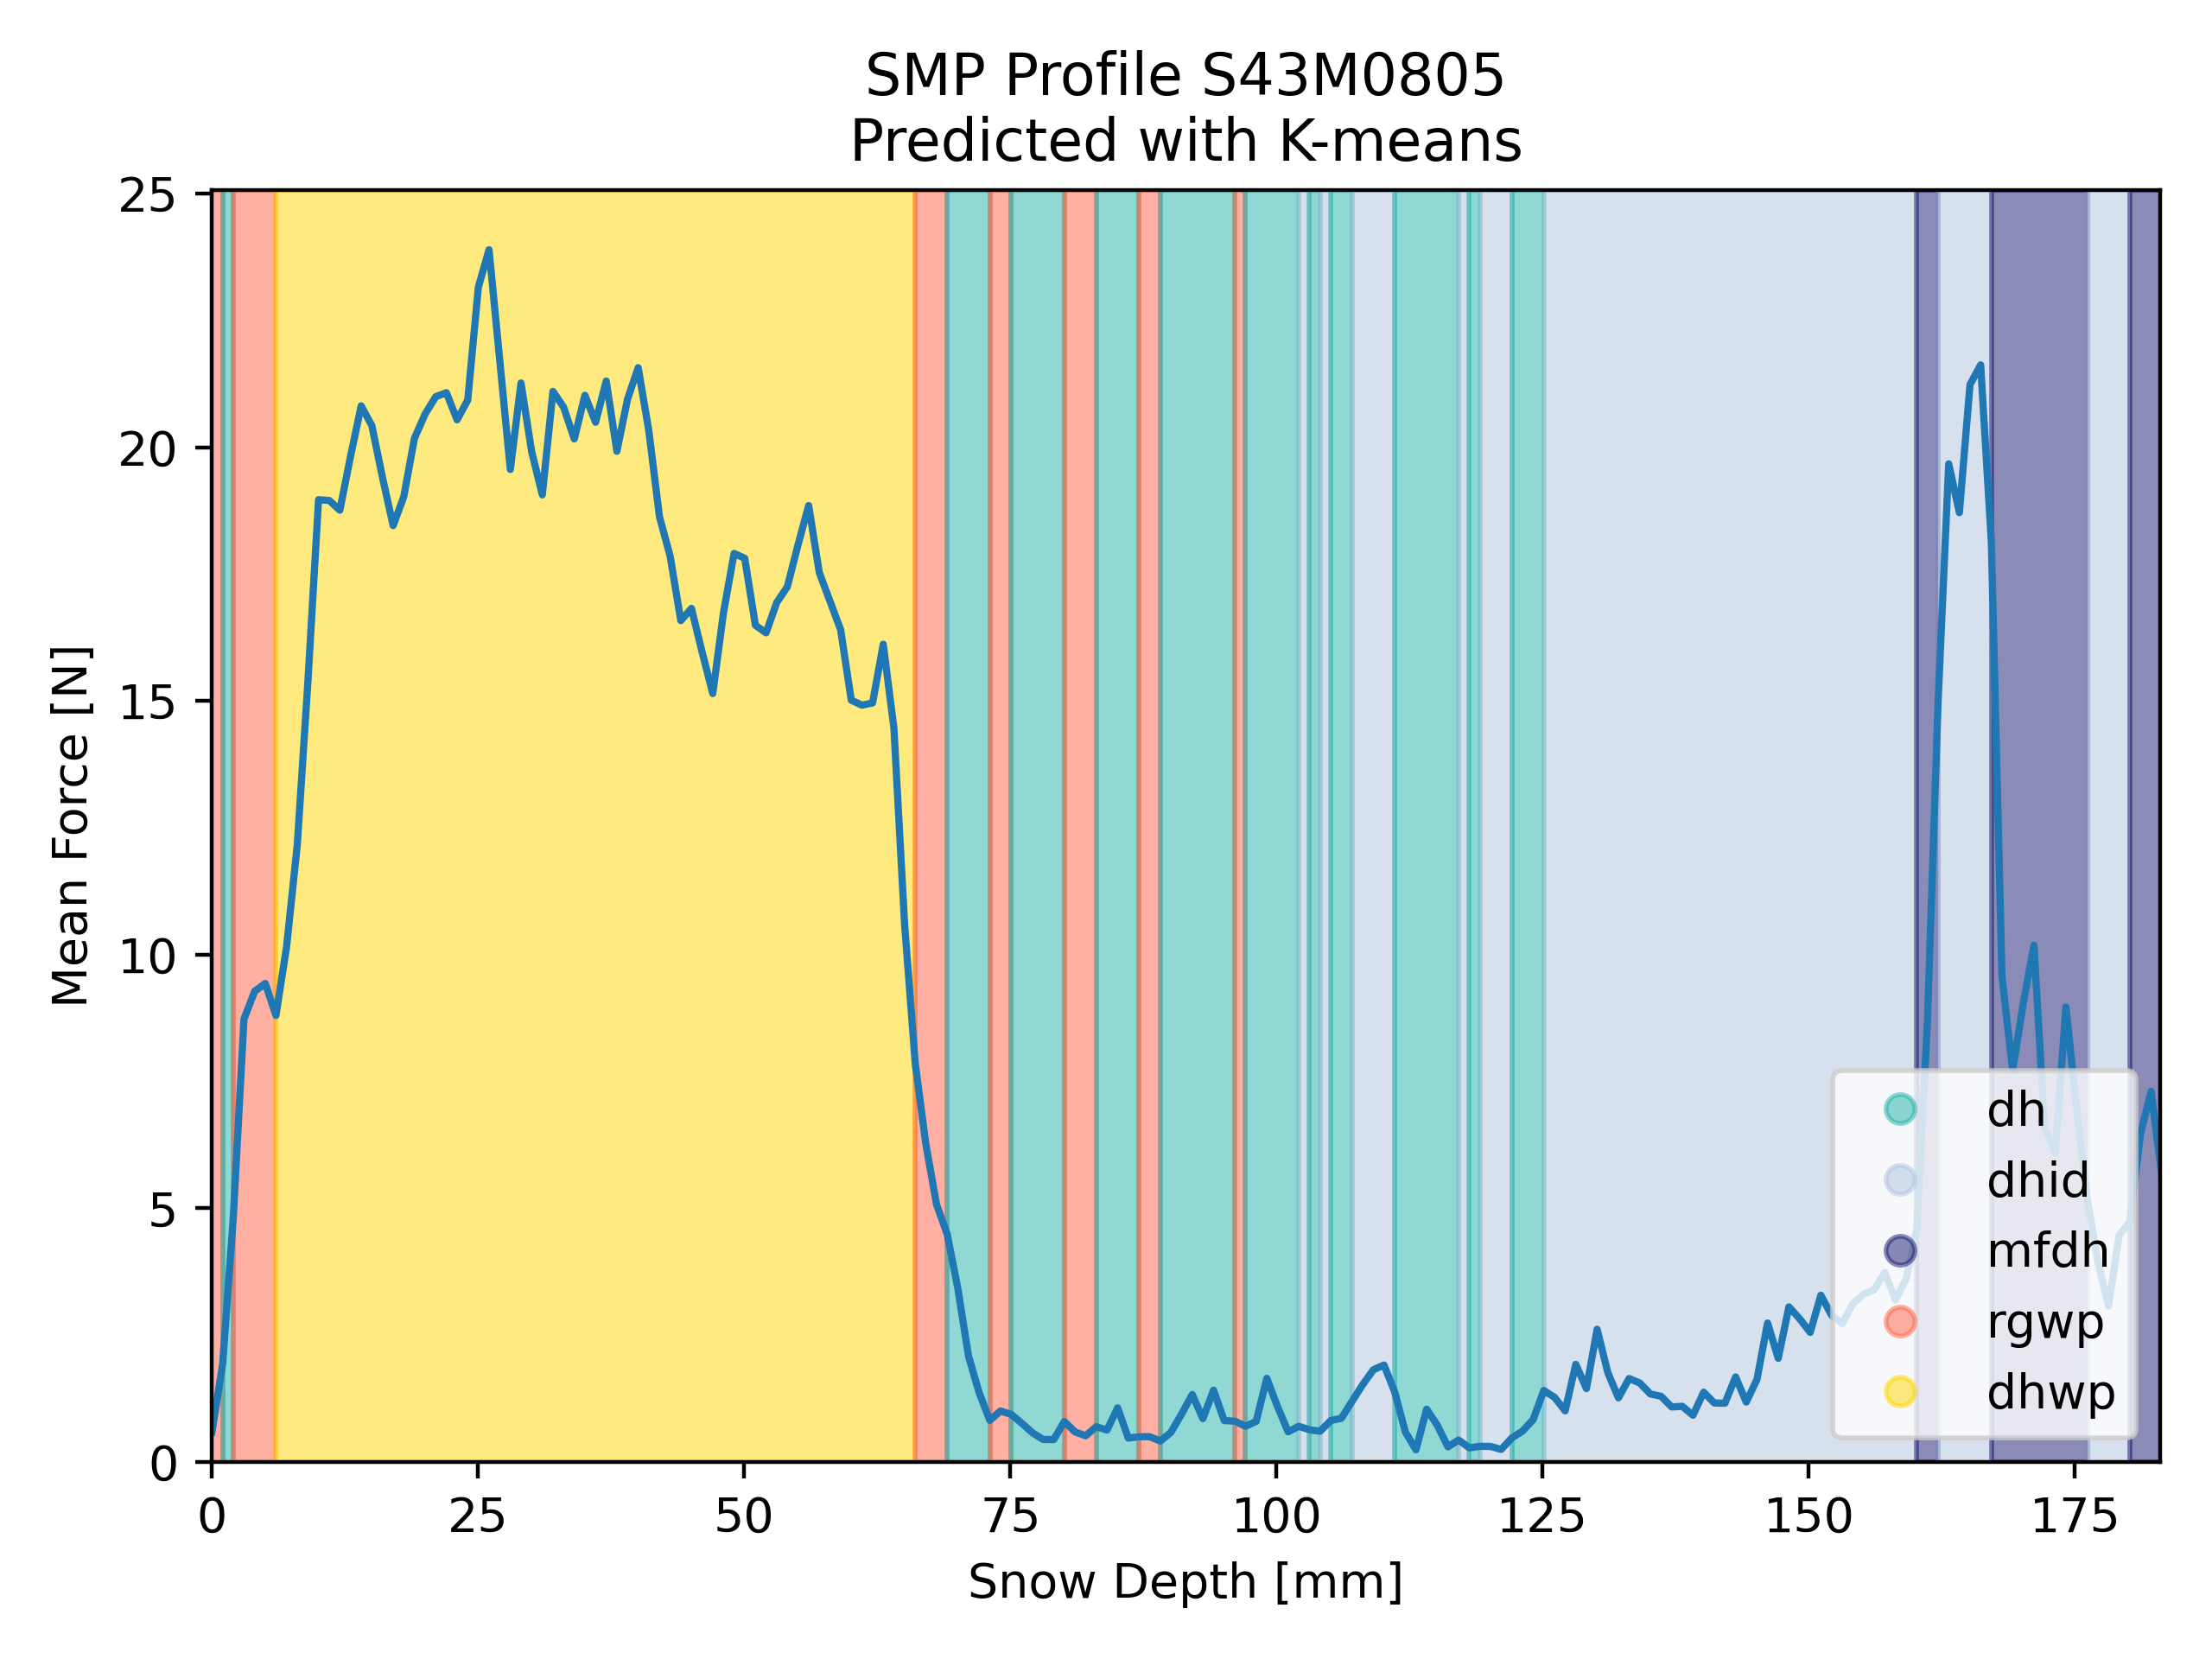 SMP Profile S43M0805
Predicted with K-means
25
20
15
10
5
0
Mean Force [N]
0 25 50 75 100 125 150 175
Snow Depth [mm]
dh
dhid
mfdh
rgwp
dhwp